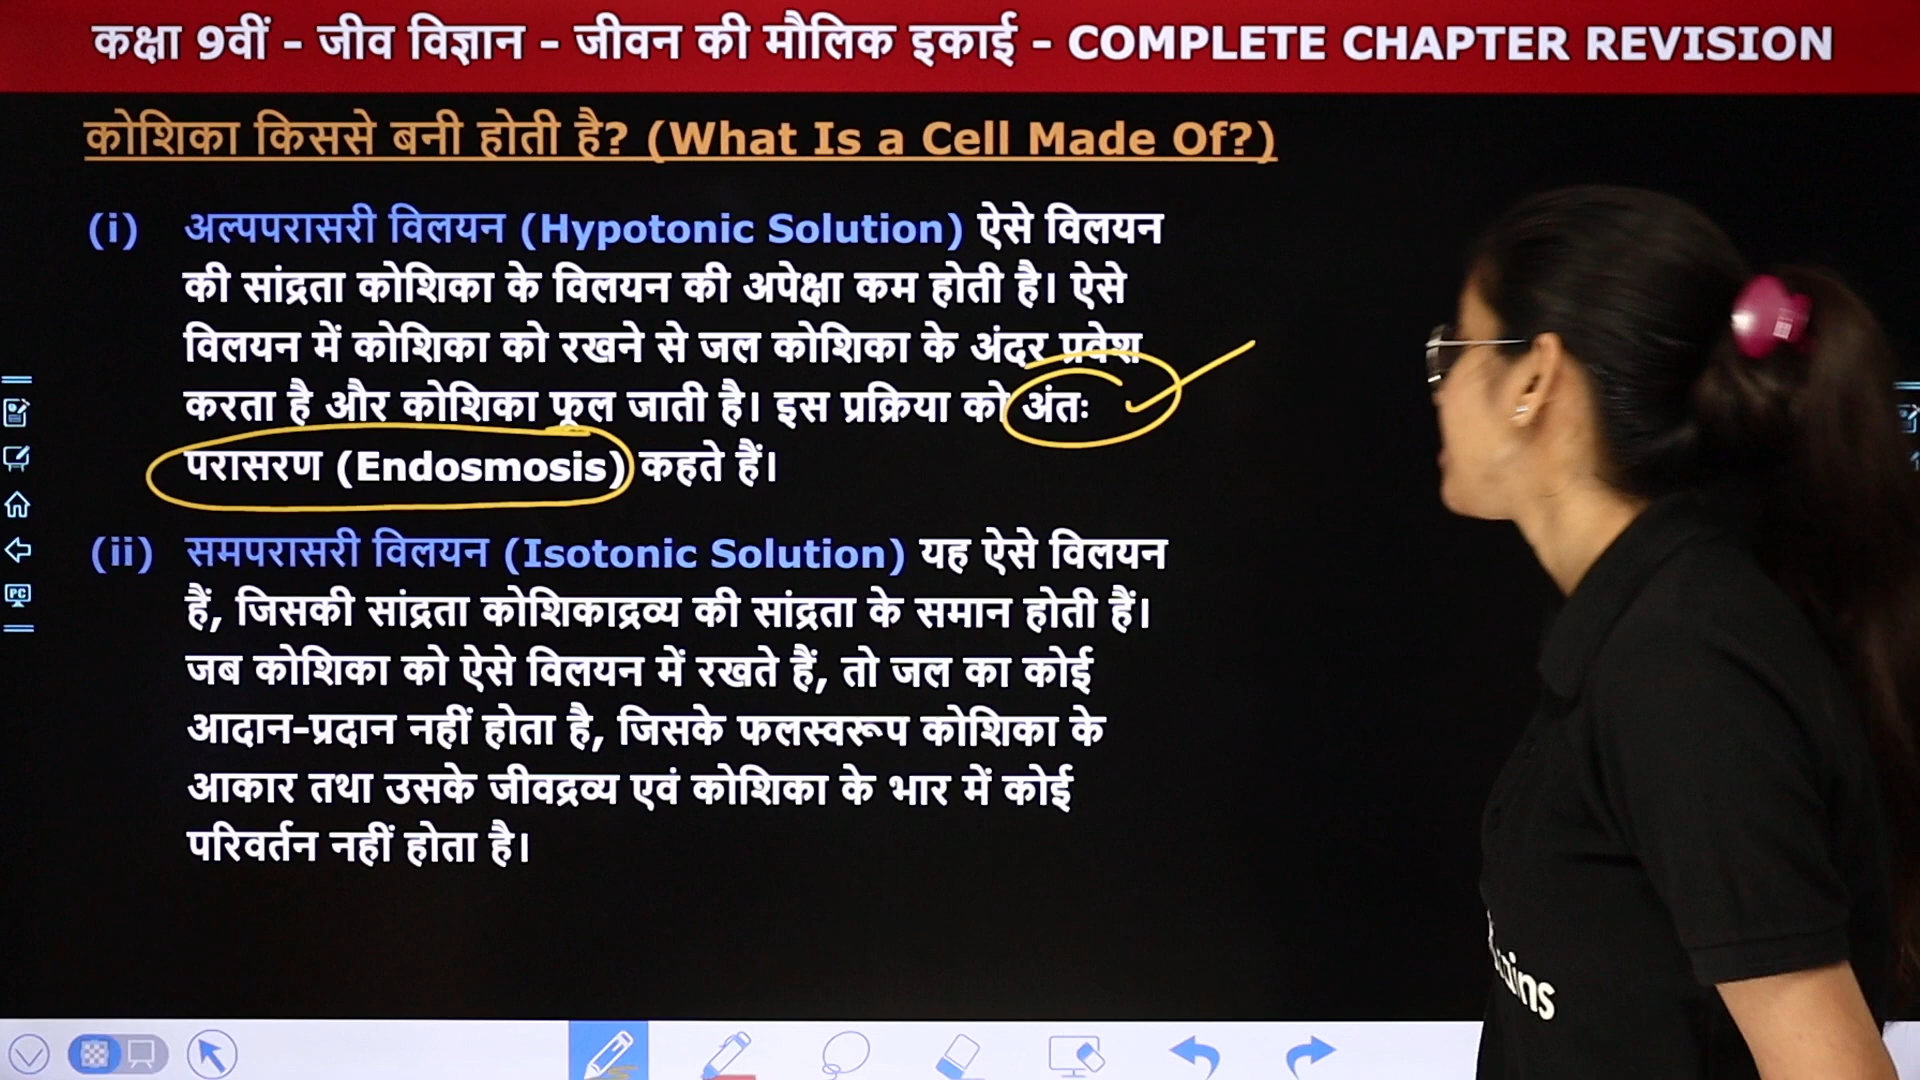 कक्षा 9वीं - जीव विज्ञान - जीवन की मौलिक इकाई - COMPLETE CHAPTER REVISION
कोशिका किससे बनी होती है? (What Is a Cell Made Of?)
(i) अल्पपरासरी विलयन (Hypotonic Solution) ऐसे विलयन
की सांद्रता कोशिका के विलयन की अपेक्षा कम होती है। ऐसे
विलयन में कोशिका को रखने से जल कोशिका के अंदर प्रवेश
करता है और कोशिका फूल जाती है। इस प्रक्रिया को अंतः
परासरण (Endosmosis) कहते हैं।
(ii) समपरासरी विलयन (Isotonic Solution) यह ऐसे विलयन
हैं, जिसकी सांद्रता कोशिकाद्रव्य की सांद्रता के समान होती हैं।
जब कोशिका को ऐसे विलयन में रखते हैं, तो जल का कोई
आदान-प्रदान नहीं होता है, जिसके फलस्वरूप कोशिका के
आकार तथा उसके जीवद्रव्य एवं कोशिका के भार में कोई
परिवर्तन नहीं होता है।
PC